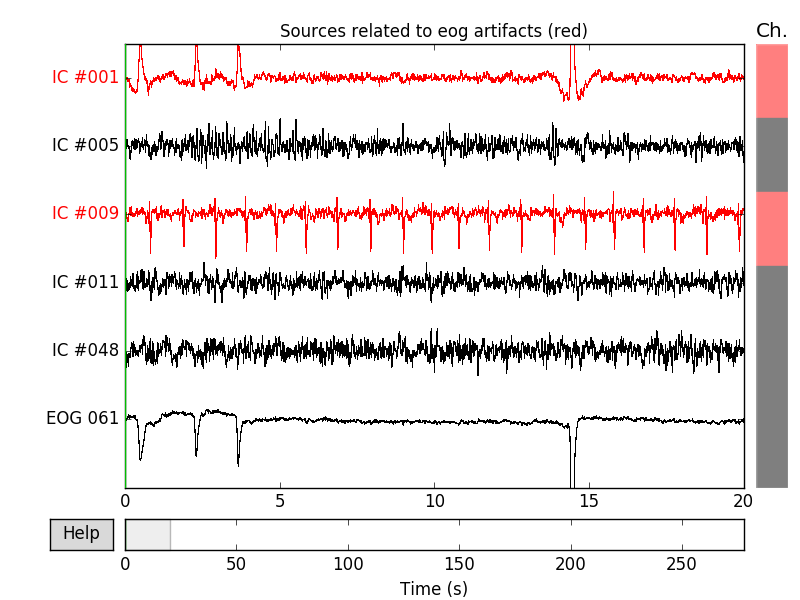 Sources related to eog artifacts (red)
Ch.
IC #001
IC #005
IC #009
IC #011
IC #048
EOG 061
0 5 10 15 20
Help
0 50 100 150 200 250
Time (s)